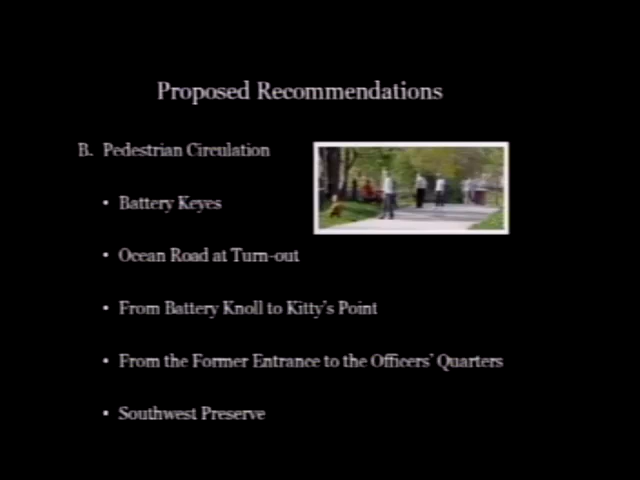 Proposed Recommendations
B. Pedestrian Circulation
• Battery Keyes
• Ocean Road at Turn-out
• From Battery Knoll to Kitty's Point
• From the Former Entrance to the Officers' Quarters
• Southwest Preserve